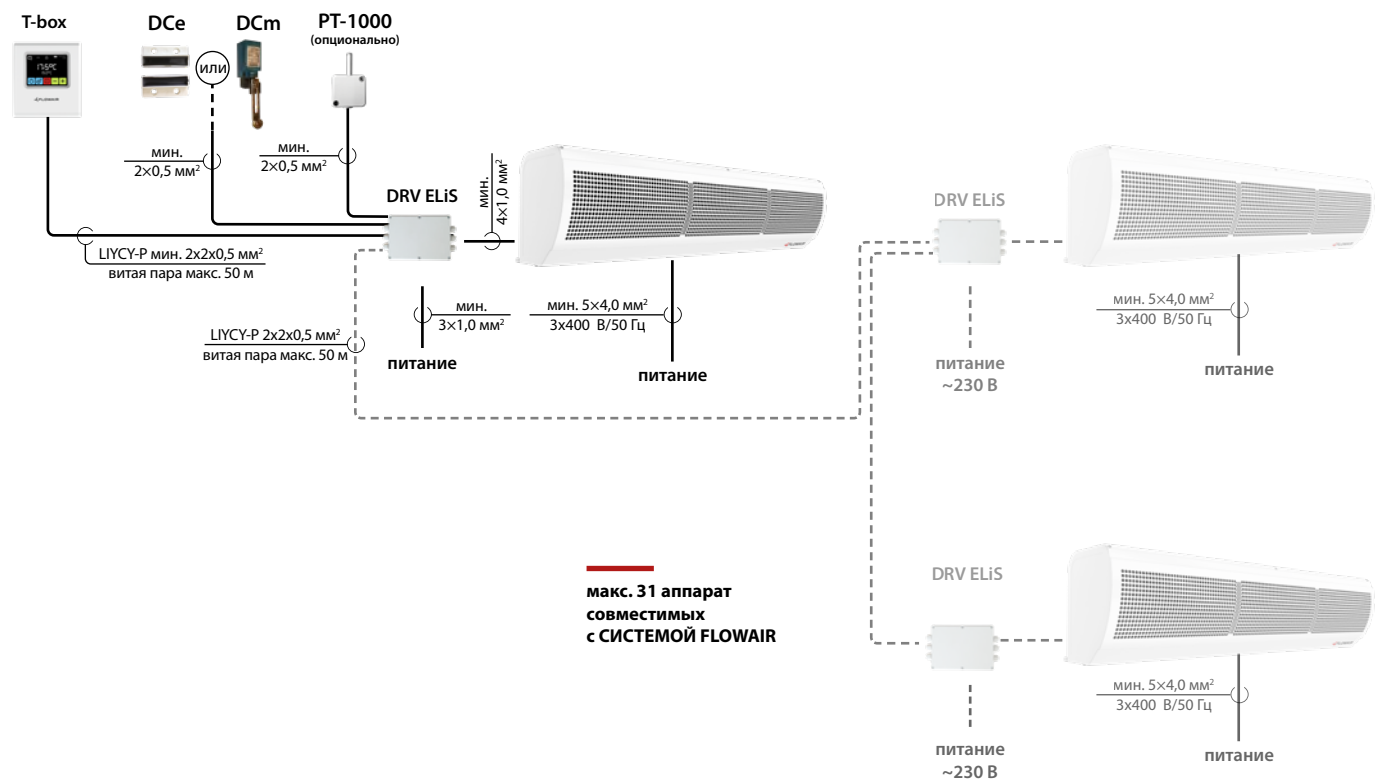 T-box
DCe
DCm
PT-1000
(опционально)
или
17.5°C
FLOWAIR
мин.
2×0,5 мм²
мин.
2×0,5 мм²
DRV ELiS
мин.
4×1,0 мм²
LIYCY-P мин. 2x2x0,5 мм²
витая пара макс. 50 м
LIYCY-P 2x2x0,5 мм²
витая пара макс. 50 м
мин.
3×1,0 мм²
питание
мин. 5×4,0 мм²
3x400 В/50 Гц
питание
FLOWAIR
DRV ELiS
питание
~230 В
мин. 5×4,0 мм²
3x400 В/50 Гц
питание
макс. 31 аппарат
совместимых
с СИСТЕМОЙ FLOWAIR
DRV ELiS
питание
~230 В
мин. 5×4,0 мм²
3x400 В/50 Гц
питание